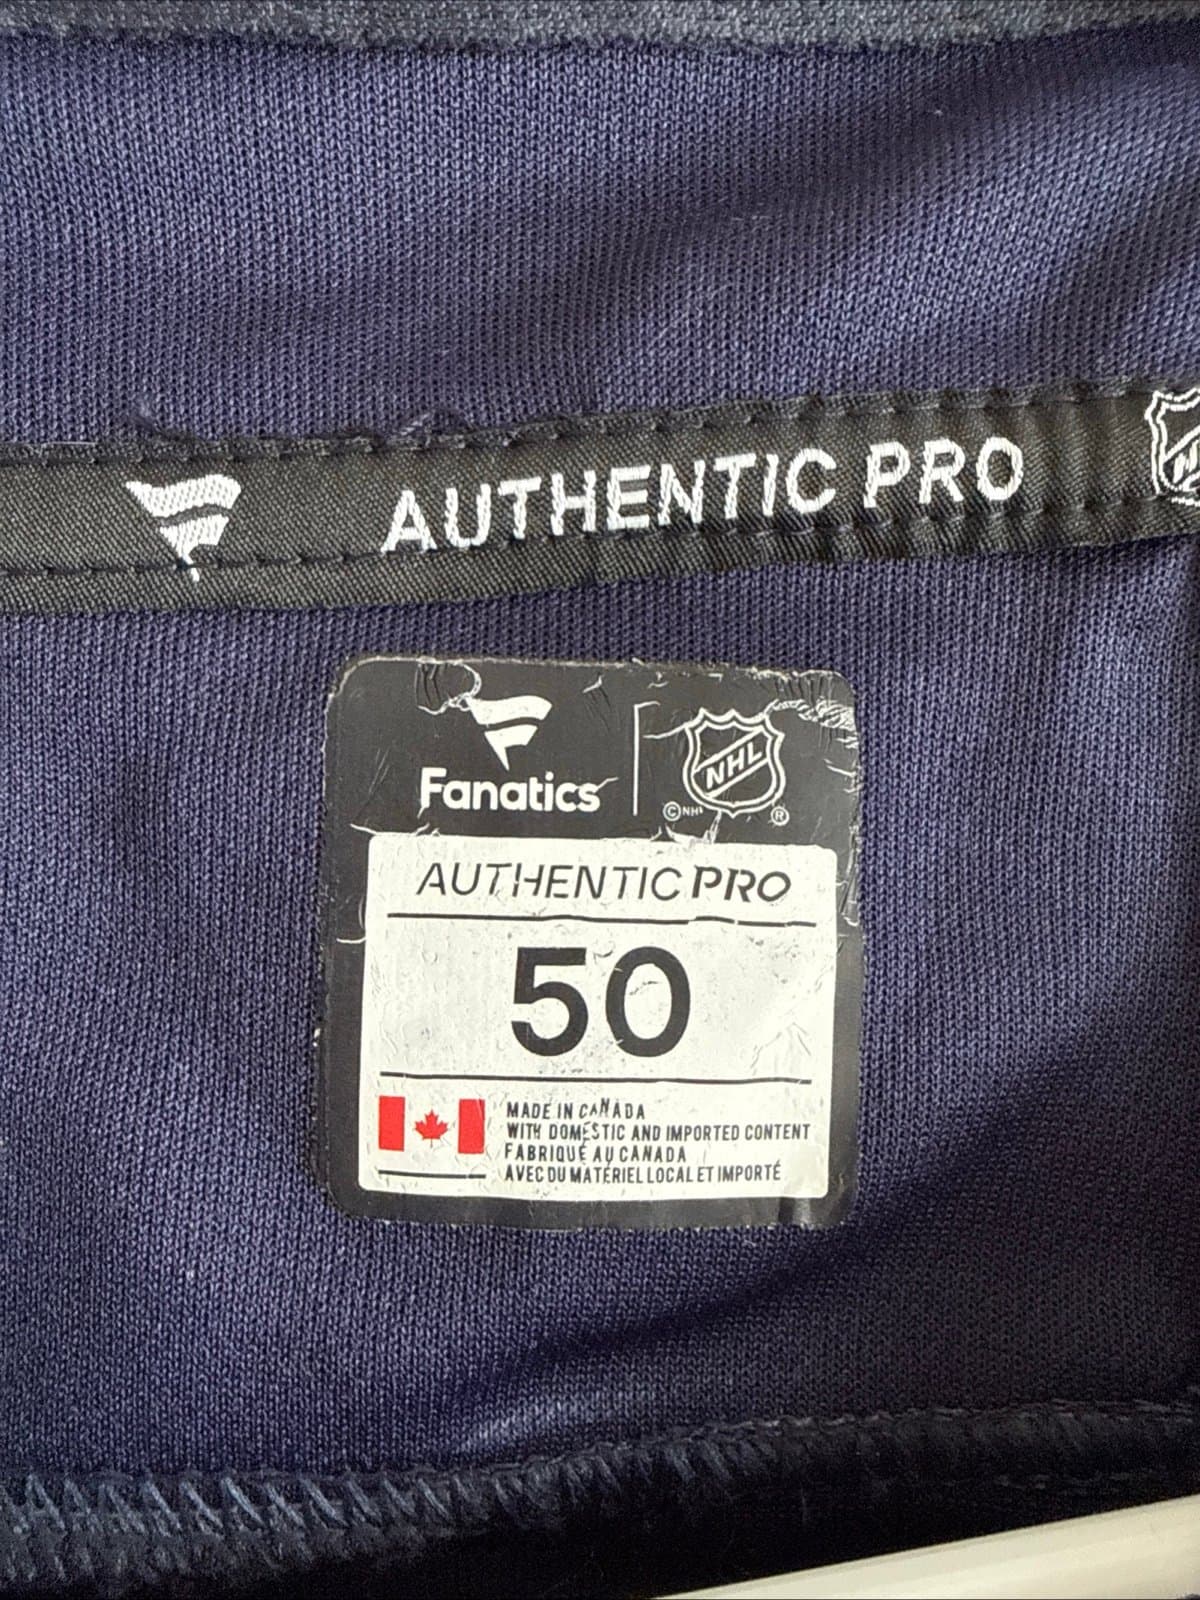 AUTHENTIC PRO
Fanatics
NHL
© NHL ®
AUTHENTIC PRO
50
MADE IN CANADA
WITH DOMESTIC AND IMPORTED CONTENT
FABRIQUÉ AU CANADA
AVEC DU MATÉRIEL LOCAL ET IMPORTÉ